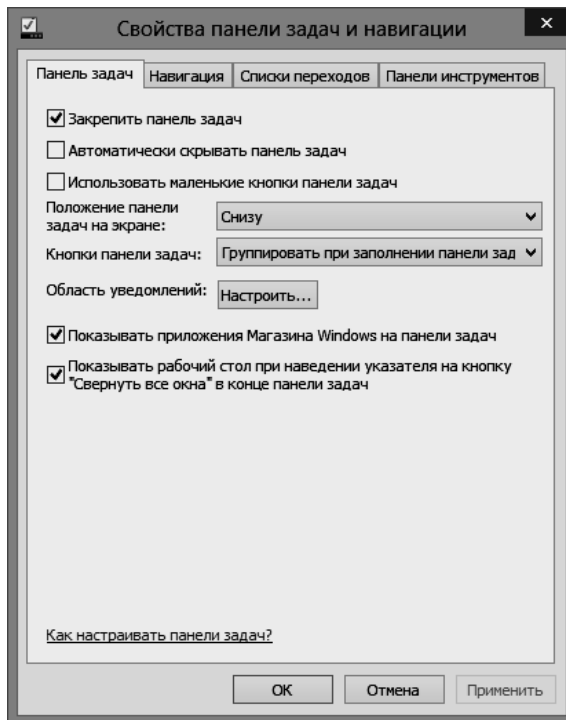 Свойства панели задач и навигации
Панель задач Навигация Списки переходов Панели инструментов
Закрепить панель задач
Автоматически скрывать панель задач
Использовать маленькие кнопки панели задач
Положение панели
задач на экране:
Снизу
Кнопки панели задач: Группировать при заполнении панели зад
Область уведомлений: Настроить...
Показывать приложения Магазина Windows на панели задач
Показывать рабочий стол при наведении указателя на кнопку
"Свернуть все окна" в конце панели задач
Как настраивать панели задач?
ОК Отмена Применить